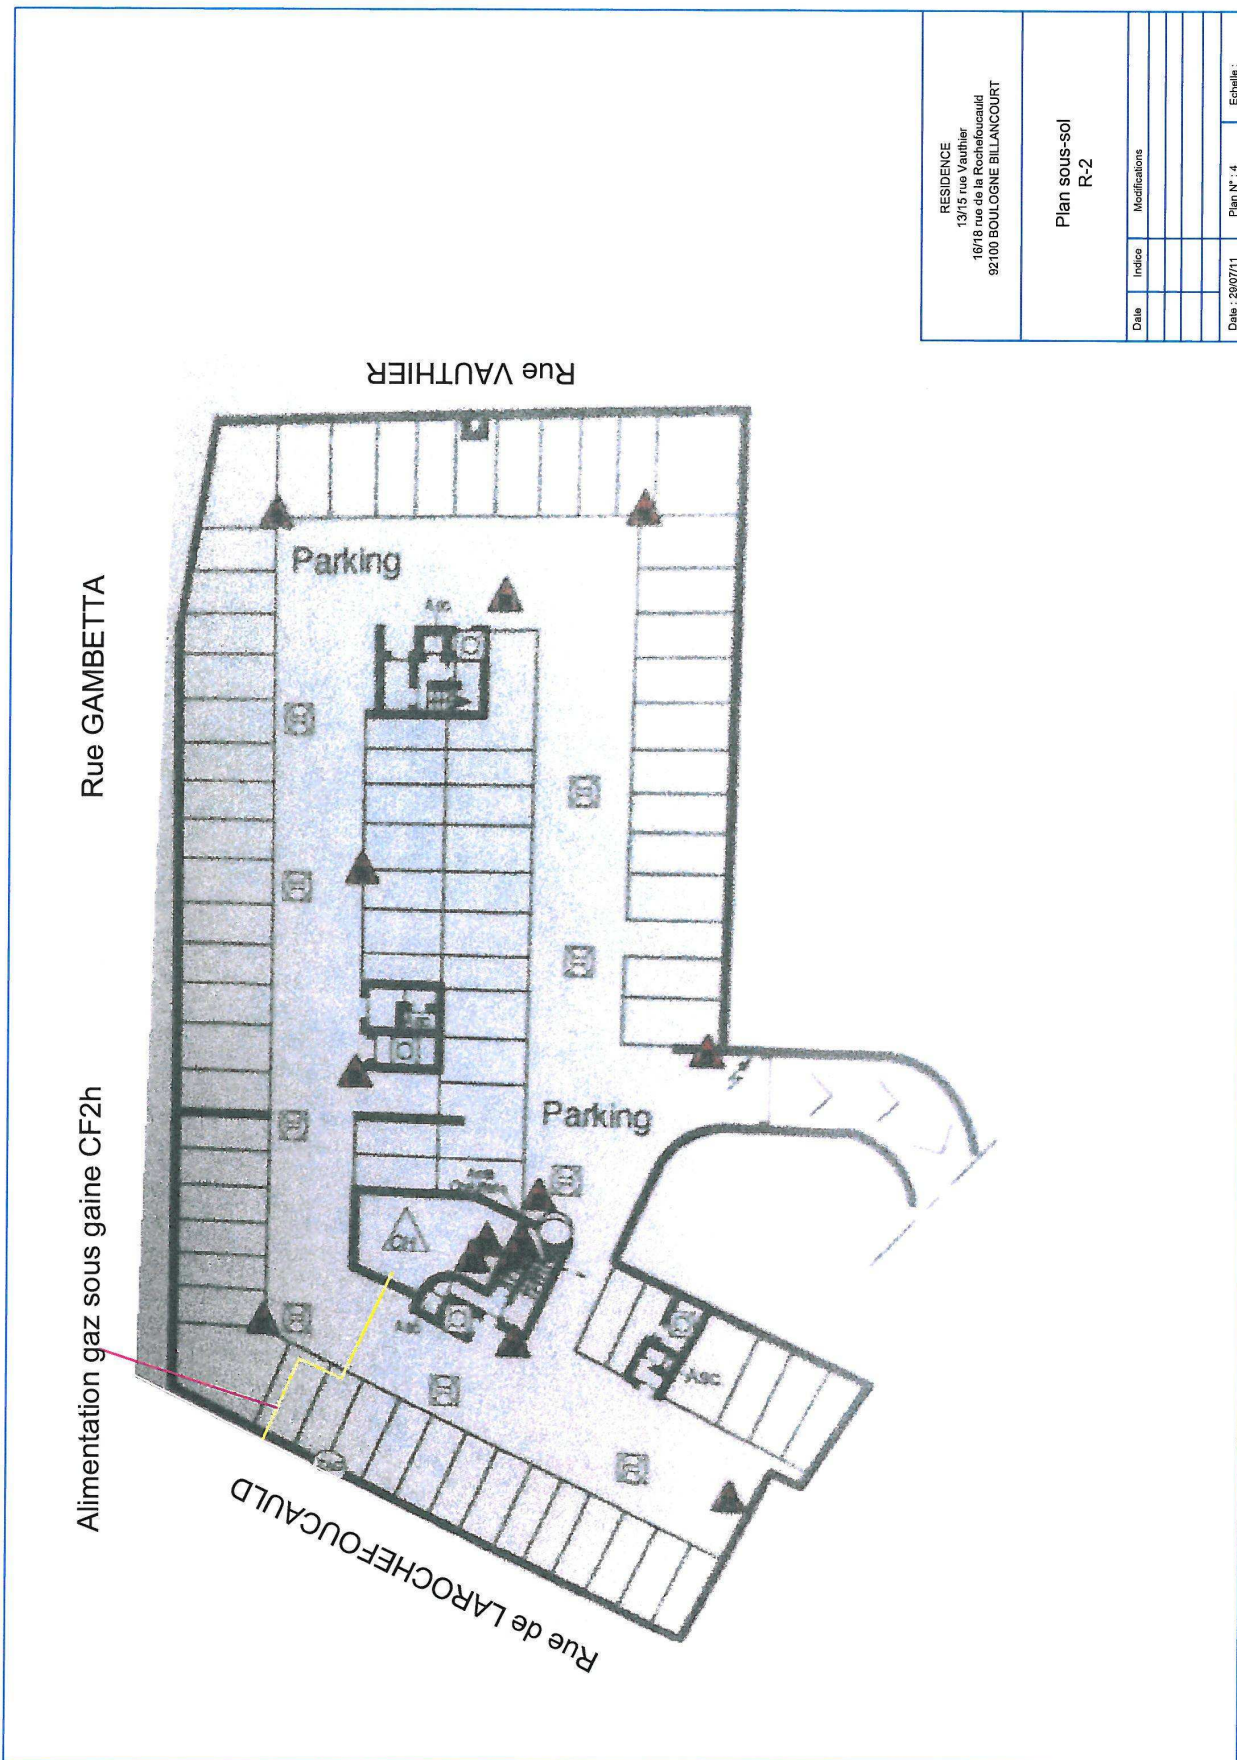 RESIDENCE
13/15 rue Vauthier
16/18 rue de la Rochefoucauld
92100 BOULOGNE BILLANCOURT
Plan sous-sol
R-2
Date
Indice
Modifications
Date : 29/07/11
Plan N° : 4
Echelle :
Rue VAUTHIER
Rue GAMBETTA
Alimentation gaz sous gaine CF2h
Rue de LAROCHEFOUCAULD
Parking
Asc
Parking
CH
Asc
Asc